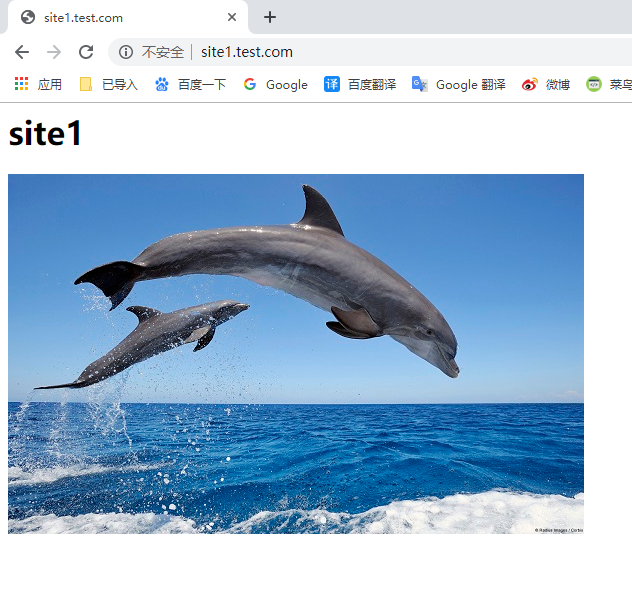 site1.test.com
不安全 site1.test.com
应用 已导入 百度一下 Google 译 百度翻译 Google 翻译 微博 菜鸟
site1
© Radius Images / Corbis